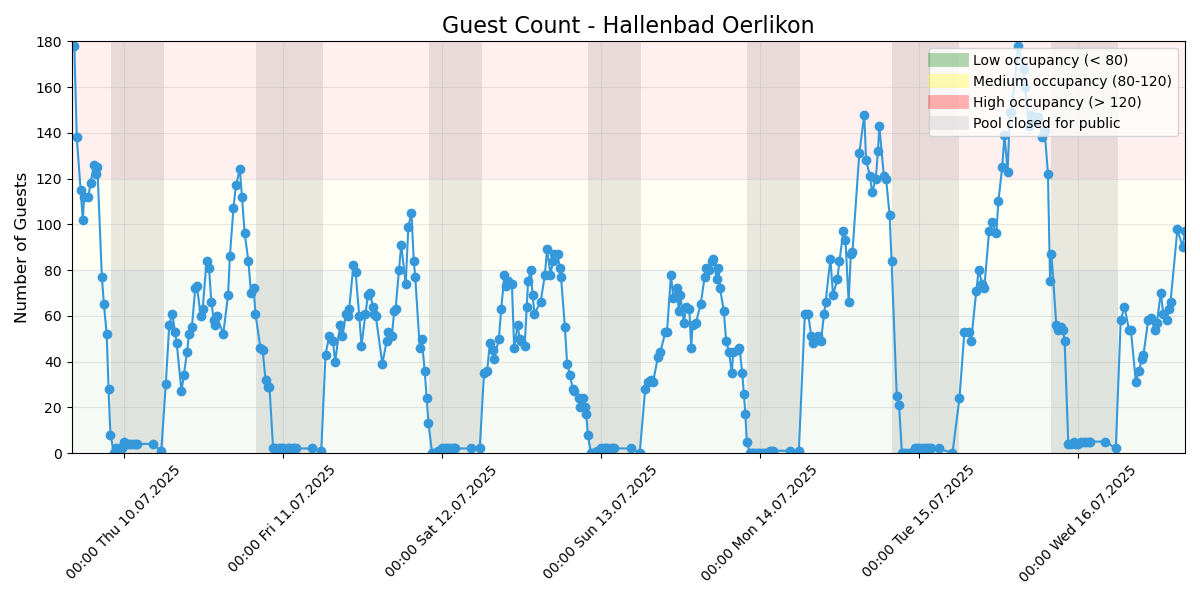 Guest Count - Hallenbad Oerlikon
Number of Guests
180
160
140
120
100
80
60
40
20
0
Low occupancy (< 80)
Medium occupancy (80-120)
High occupancy (> 120)
Pool closed for public
00:00 Thu 10.07.2025
00:00 Fri 11.07.2025
00:00 Sat 12.07.2025
00:00 Sun 13.07.2025
00:00 Mon 14.07.2025
00:00 Tue 15.07.2025
00:00 Wed 16.07.2025